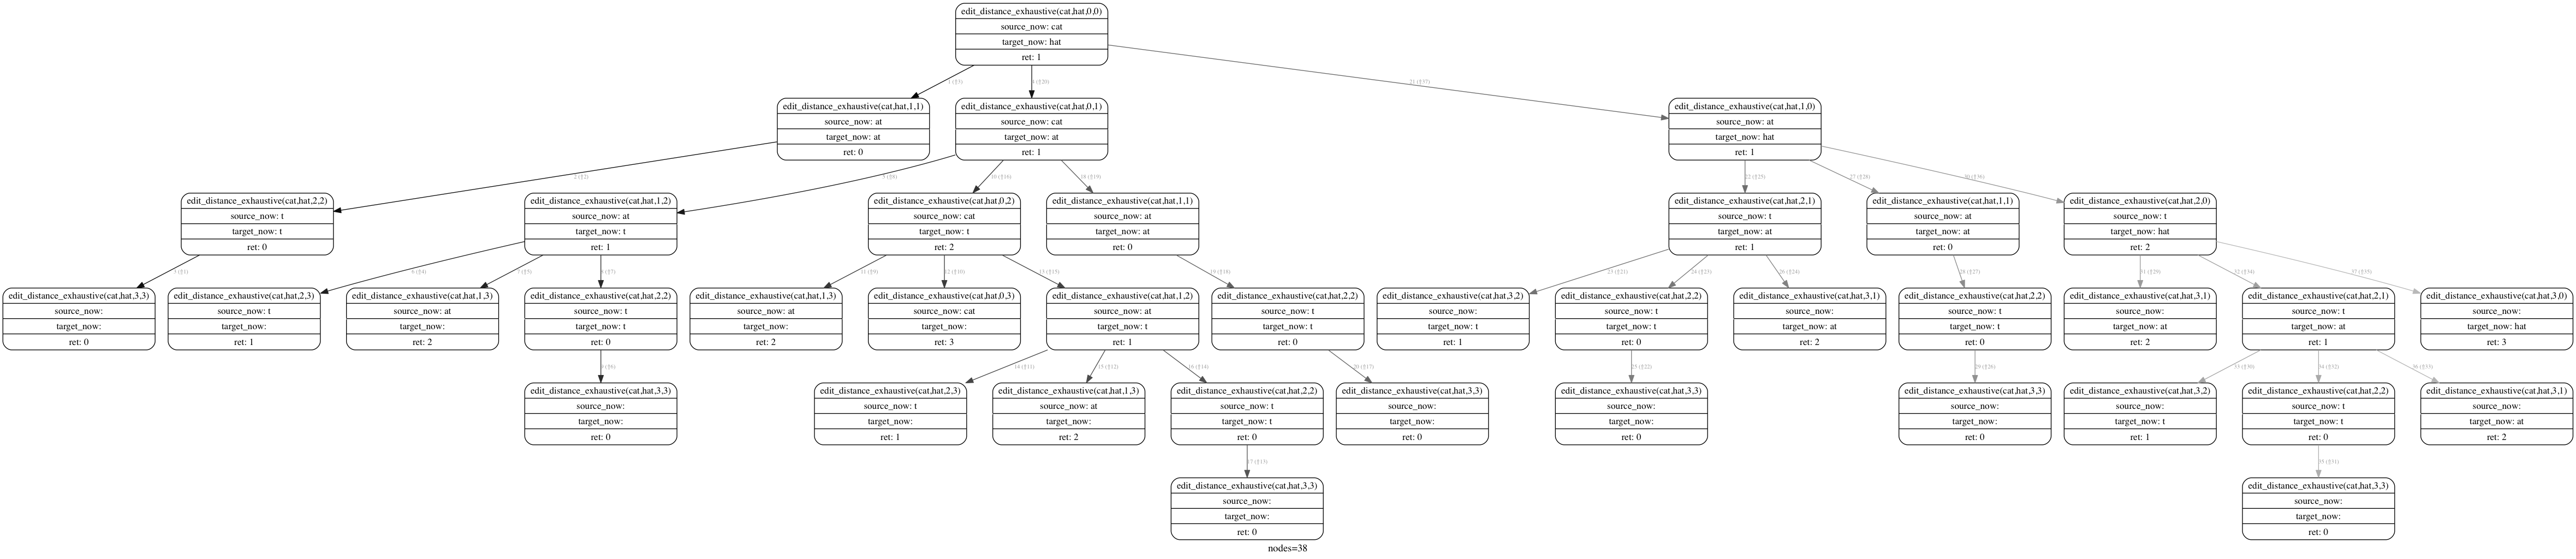 edit_distance_exhaustive(cat,hat,0,0)
source_now: cat
target_now: hat
ret: 1
edit_distance_exhaustive(cat,hat,1,1)
source_now: at
target_now: at
ret: 0
edit_distance_exhaustive(cat,hat,0,1)
source_now: cat
target_now: at
ret: 1
edit_distance_exhaustive(cat,hat,1,0)
source_now: at
target_now: hat
ret: 1
edit_distance_exhaustive(cat,hat,2,2)
source_now: t
target_now: t
ret: 0
edit_distance_exhaustive(cat,hat,1,2)
source_now: at
target_now: t
ret: 1
edit_distance_exhaustive(cat,hat,0,2)
source_now: cat
target_now: t
ret: 2
edit_distance_exhaustive(cat,hat,1,1)
source_now: at
target_now: at
ret: 0
edit_distance_exhaustive(cat,hat,2,1)
source_now: t
target_now: at
ret: 1
edit_distance_exhaustive(cat,hat,1,1)
source_now: at
target_now: at
ret: 0
edit_distance_exhaustive(cat,hat,2,0)
source_now: t
target_now: hat
ret: 2
edit_distance_exhaustive(cat,hat,3,3)
source_now:
target_now:
ret: 0
edit_distance_exhaustive(cat,hat,2,3)
source_now: t
target_now:
ret: 1
edit_distance_exhaustive(cat,hat,1,3)
source_now: at
target_now:
ret: 2
edit_distance_exhaustive(cat,hat,2,2)
source_now: t
target_now: t
ret: 0
edit_distance_exhaustive(cat,hat,1,3)
source_now: at
target_now:
ret: 2
edit_distance_exhaustive(cat,hat,0,3)
source_now: cat
target_now:
ret: 3
edit_distance_exhaustive(cat,hat,1,2)
source_now: at
target_now: t
ret: 1
edit_distance_exhaustive(cat,hat,2,2)
source_now: t
target_now: t
ret: 0
edit_distance_exhaustive(cat,hat,3,2)
source_now:
target_now: t
ret: 1
edit_distance_exhaustive(cat,hat,2,2)
source_now: t
target_now: t
ret: 0
edit_distance_exhaustive(cat,hat,3,1)
source_now:
target_now: at
ret: 2
edit_distance_exhaustive(cat,hat,2,2)
source_now: t
target_now: t
ret: 0
edit_distance_exhaustive(cat,hat,3,1)
source_now:
target_now: at
ret: 2
edit_distance_exhaustive(cat,hat,2,1)
source_now: t
target_now: at
ret: 1
edit_distance_exhaustive(cat,hat,3,0)
source_now:
target_now: hat
ret: 3
edit_distance_exhaustive(cat,hat,3,3)
source_now:
target_now:
ret: 0
edit_distance_exhaustive(cat,hat,2,3)
source_now: t
target_now:
ret: 1
edit_distance_exhaustive(cat,hat,1,3)
source_now: at
target_now:
ret: 2
edit_distance_exhaustive(cat,hat,2,2)
source_now: t
target_now: t
ret: 0
edit_distance_exhaustive(cat,hat,3,3)
source_now:
target_now:
ret: 0
edit_distance_exhaustive(cat,hat,3,3)
source_now:
target_now:
ret: 0
edit_distance_exhaustive(cat,hat,3,3)
source_now:
target_now:
ret: 0
edit_distance_exhaustive(cat,hat,3,2)
source_now:
target_now: t
ret: 1
edit_distance_exhaustive(cat,hat,2,2)
source_now: t
target_now: t
ret: 0
edit_distance_exhaustive(cat,hat,3,1)
source_now:
target_now: at
ret: 2
edit_distance_exhaustive(cat,hat,3,3)
source_now:
target_now:
ret: 0
edit_distance_exhaustive(cat,hat,3,3)
source_now:
target_now:
ret: 0
nodes=38